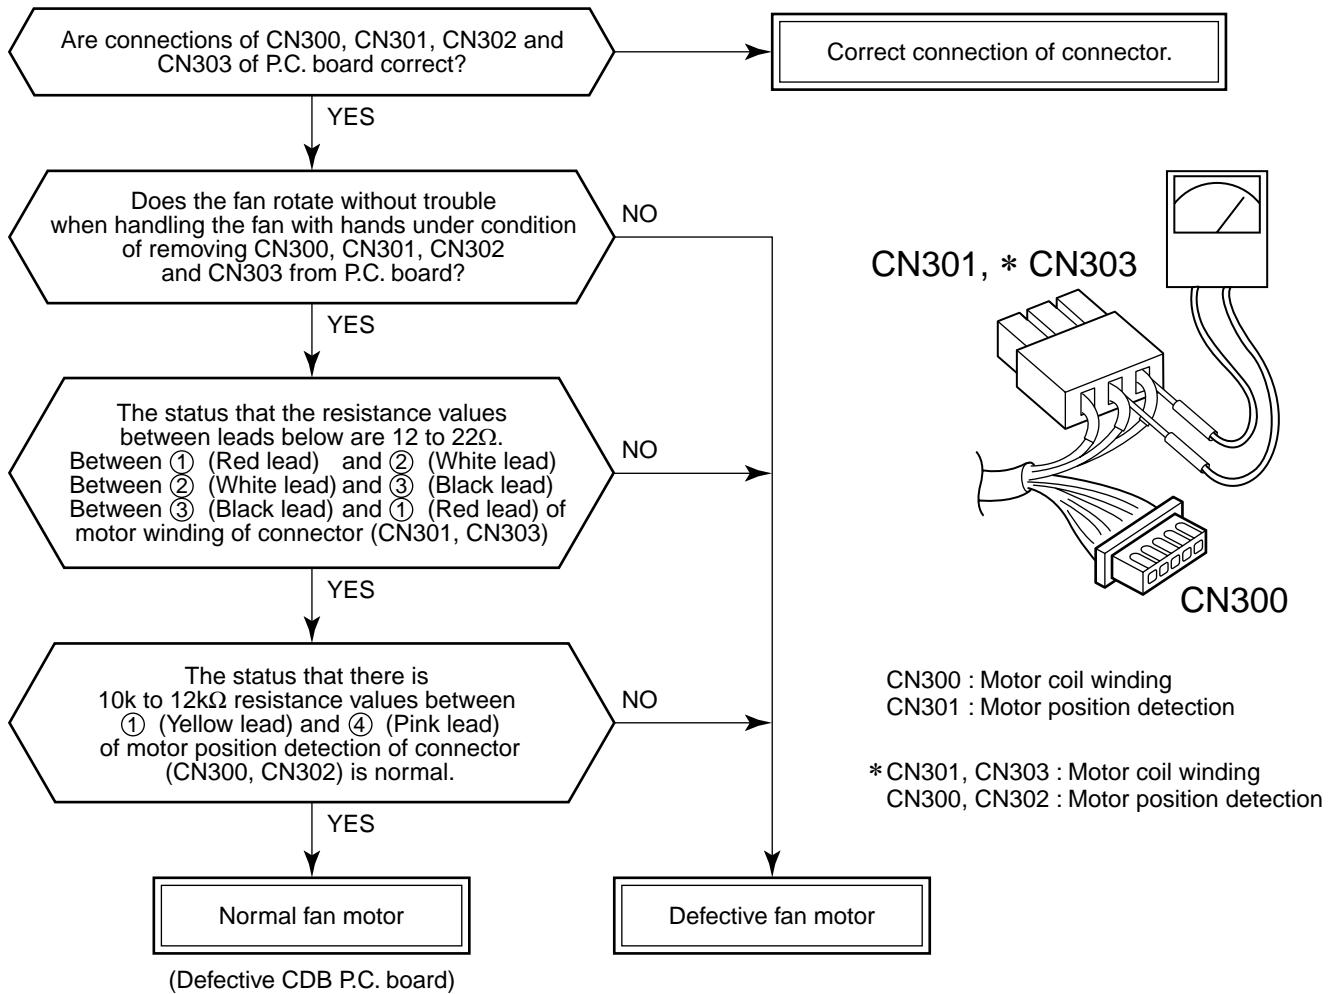 Are connections of CN300, CN301, CN302 and
CN303 of P.C. board correct?
Correct connection of connector.
YES
Does the fan rotate without trouble
when handling the fan with hands under condition
of removing CN300, CN301, CN302
and CN303 from P.C. board?
NO
YES
The status that the resistance values
between leads below are 12 to 22Ω.
Between ① (Red lead) and ② (White lead)
Between ② (White lead) and ③ (Black lead)
Between ③ (Black lead) and ① (Red lead) of
motor winding of connector (CN301, CN303)
NO
YES
The status that there is
10k to 12kΩ resistance values between
① (Yellow lead) and ④ (Pink lead)
of motor position detection of connector
(CN300, CN302) is normal.
NO
YES
Normal fan motor
(Defective CDB P.C. board)
Defective fan motor
CN301, * CN303
CN300
CN300 : Motor coil winding
CN301 : Motor position detection
* CN301, CN303 : Motor coil winding
CN300, CN302 : Motor position detection